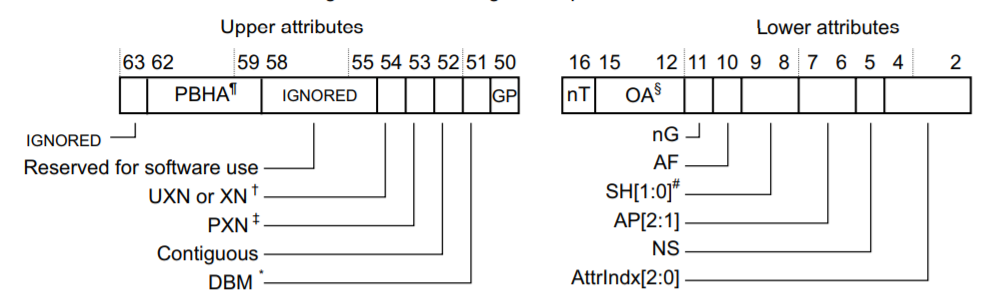 Upper attributes
Lower attributes
63 62 59 58 55 54 53 52 51 50
16 15 12 11 10 9 8 7 6 5 4 2
PBHA¶ IGNORED GP
nT OA§
IGNORED
Reserved for software use
UXN or XN†
PXN‡
Contiguous
DBM*
nG
AF
SH[1:0]#
AP[2:1]
NS
AttrIndx[2:0]